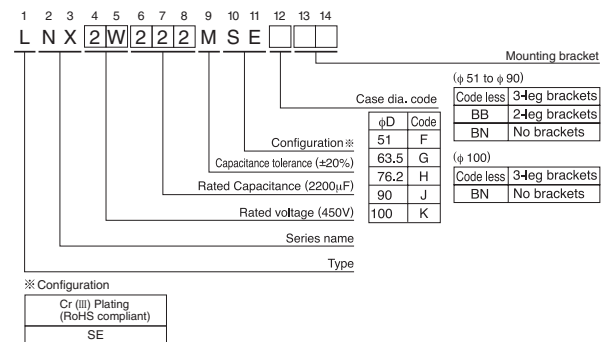 1 2 3 4 5 6 7 8 9 10 11 12 13 14
L N X 2 W 2 2 2 M S E
Mounting bracket
(φ 51 to φ 90)
Code less 3-leg brackets
BB 2-leg brackets
BN No brackets
(φ 100)
Code less 3-leg brackets
BN No brackets
Case dia. code
φD Code
51 F
63.5 G
76.2 H
90 J
100 K
Configuration※
Capacitance tolerance (±20%)
Rated Capacitance (2200µF)
Rated voltage (450V)
Series name
Type
※Configuration
Cr (III) Plating
(RoHS compliant)
SE